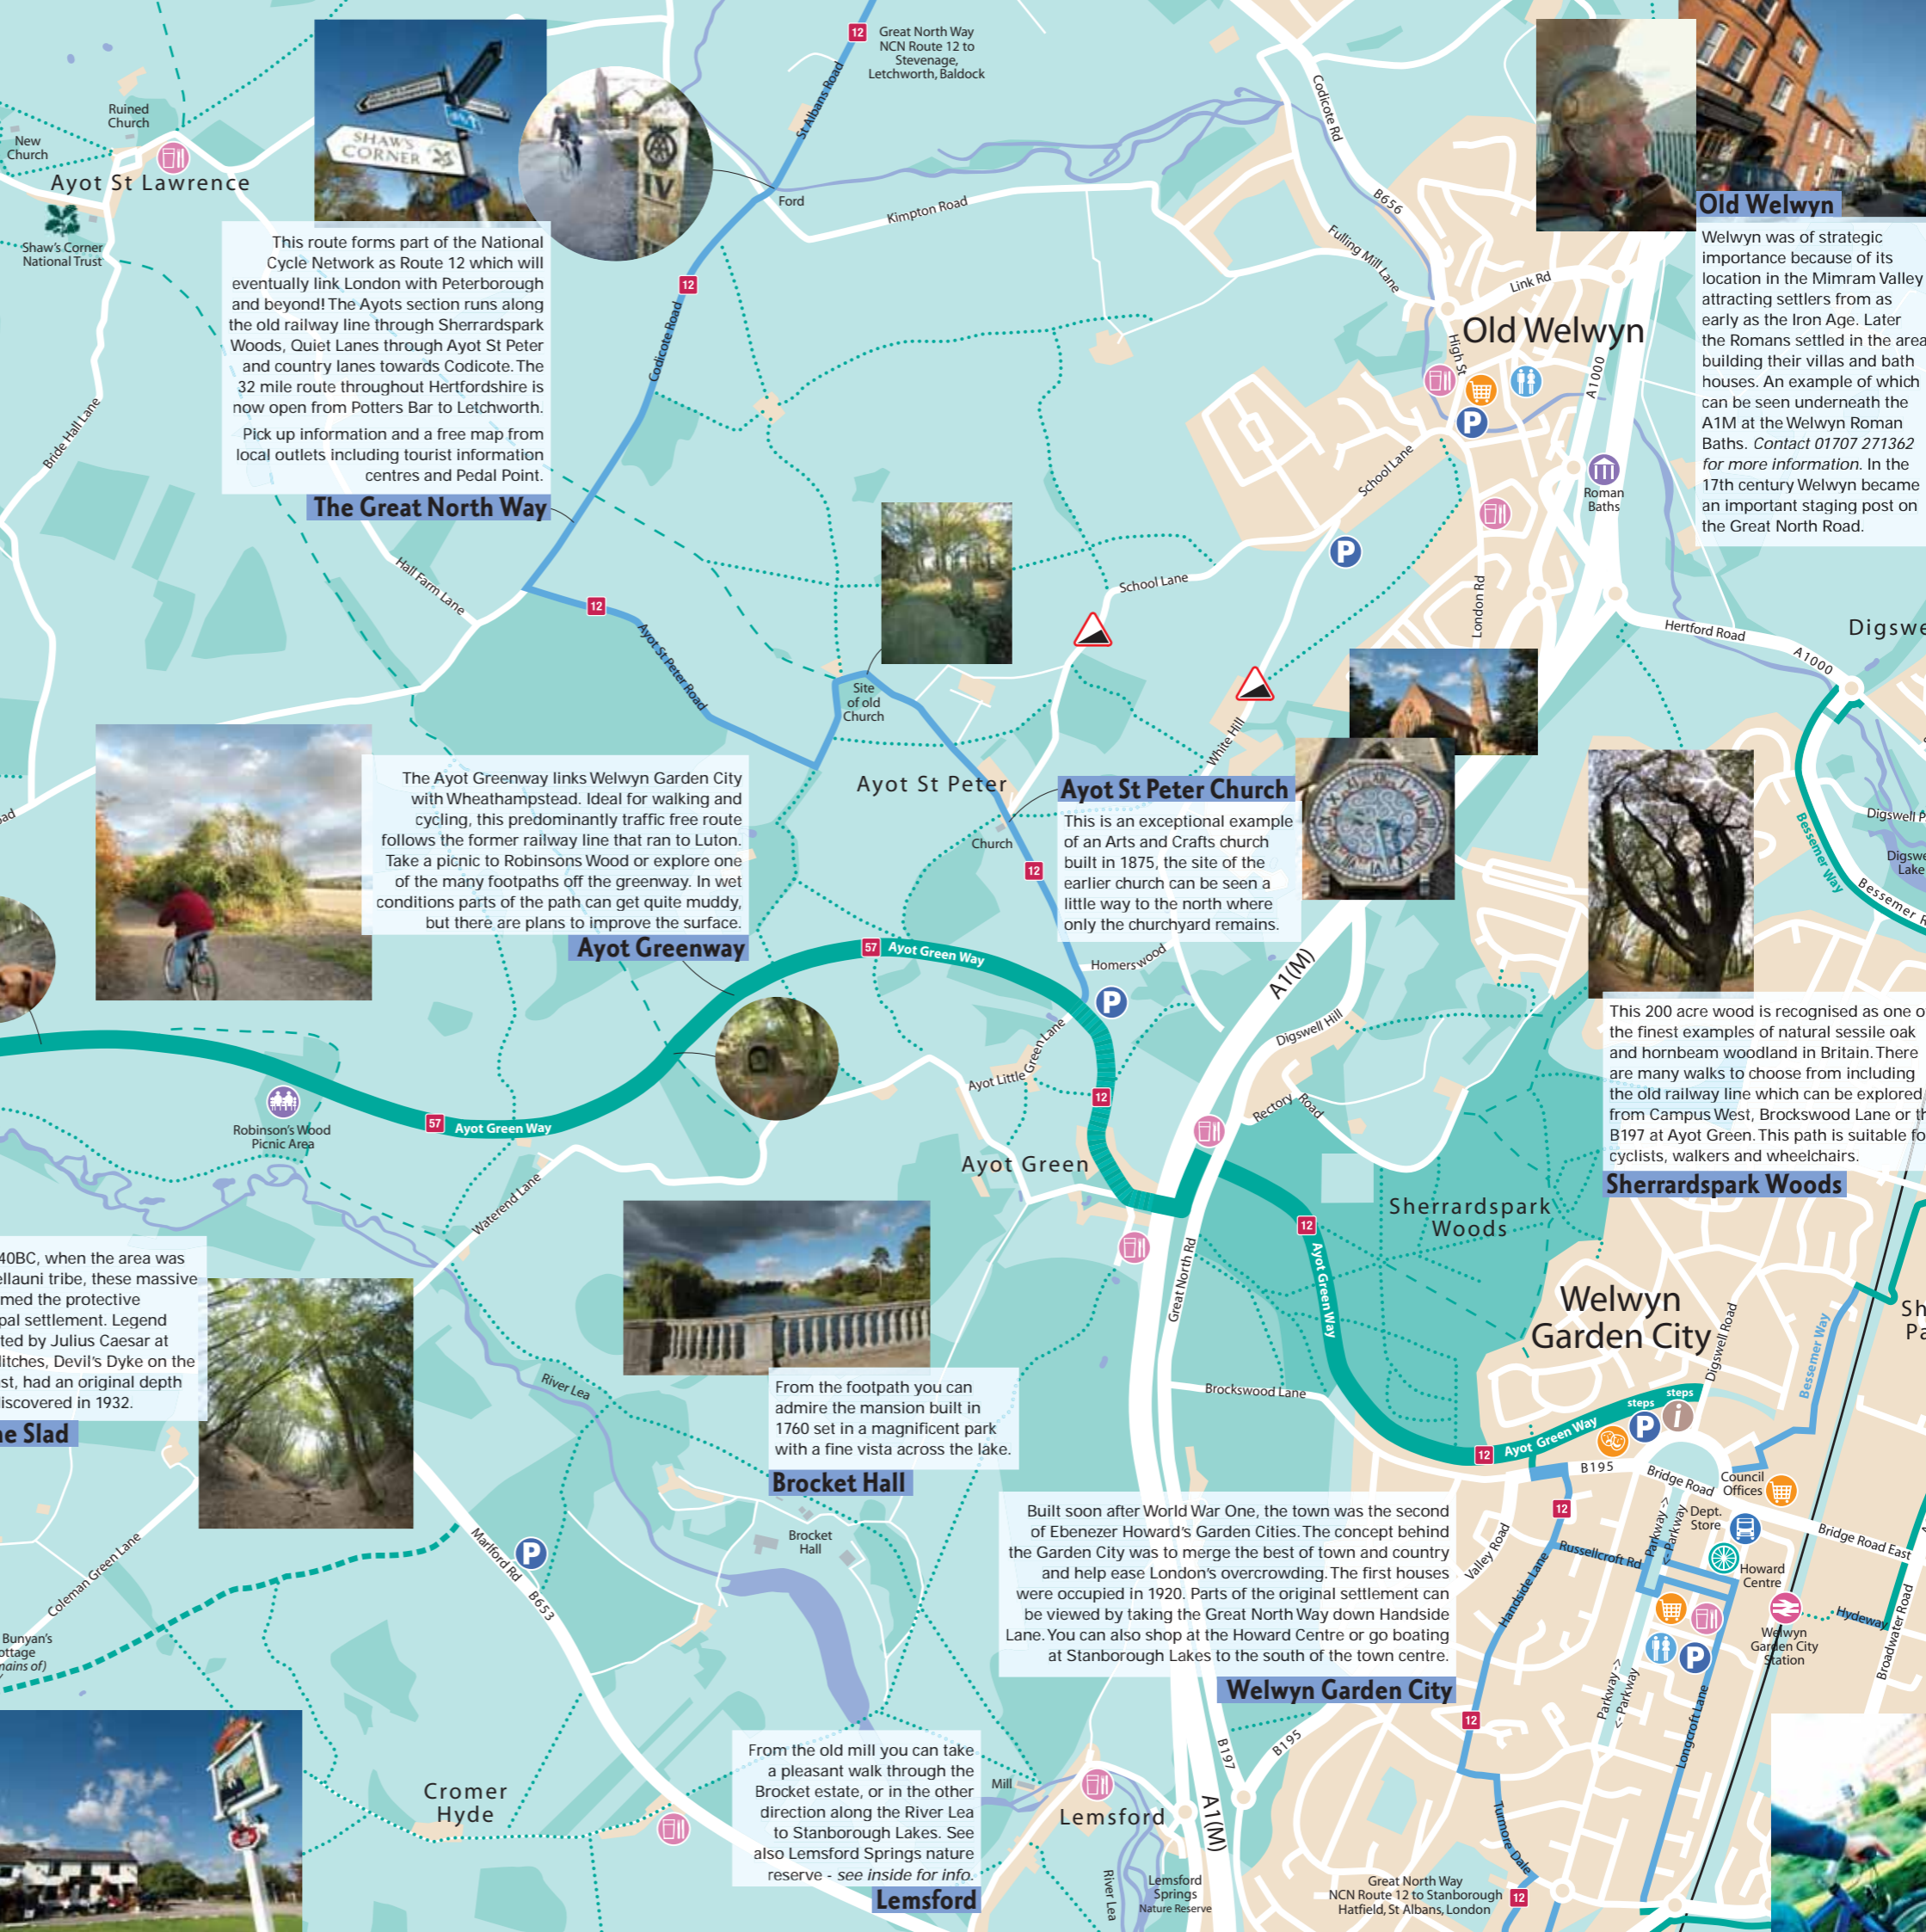 12
Great North Way
NCN Route 12 to
Stevenage,
Letchworth, Baldock
St Albans Road
Ruined
Church
New
Church
Ayot St Lawrence
Shaw's Corner
National Trust
SHAW'S
CORNER
IV
Ford
Kimpton Road
Codicote Rd
B656
Fulling Mill Lane
Link Rd
Old Welwyn
High St
A1000
Old Welwyn
Welwyn was of strategic
importance because of its
location in the Mimram Valley
attracting settlers from as
early as the Iron Age. Later
the Romans settled in the area
building their villas and bath
houses. An example of which
can be seen underneath the
A1M at the Welwyn Roman
Baths. Contact 01707 271362
for more information. In the
17th century Welwyn became
an important staging post on
the Great North Road.
This route forms part of the National
Cycle Network as Route 12 which will
eventually link London with Peterborough
and beyond! The Ayots section runs along
the old railway line through Sherrardspark
Woods, Quiet Lanes through Ayot St Peter
and country lanes towards Codicote. The
32 mile route throughout Hertfordshire is
now open from Potters Bar to Letchworth.
Pick up information and a free map from
local outlets including tourist information
centres and Pedal Point.
The Great North Way
12
Codicote Road
Bride Hall Lane
Hall Farm Lane
12
Ayot St Peter Road
School Lane
P
Roman
Baths
P
School Lane
London Rd
Hertford Road
A1000
Digswe
Site
of old
Church
White Hill
Ayot St Peter
Church
12
Ayot St Peter Church
This is an exceptional example
of an Arts and Crafts church
built in 1875, the site of the
earlier church can be seen a
little way to the north where
only the churchyard remains.
The Ayot Greenway links Welwyn Garden City
with Wheathampstead. Ideal for walking and
cycling, this predominantly traffic free route
follows the former railway line that ran to Luton.
Take a picnic to Robinsons Wood or explore one
of the many footpaths off the greenway. In wet
conditions parts of the path can get quite muddy,
but there are plans to improve the surface.
Ayot Greenway
oad
57 Ayot Green Way
Homerswood
P
A1(M)
Digswell Hill
Bessemer Way
Digswell P
Digswe
Lake
Bessemer R
This 200 acre wood is recognised as one o
the finest examples of natural sessile oak
and hornbeam woodland in Britain. There
are many walks to choose from including
the old railway line which can be explored
from Campus West, Brockswood Lane or th
B197 at Ayot Green. This path is suitable fo
cyclists, walkers and wheelchairs.
Sherrardspark Woods
Ayot Little Green Lane
12
Rectory Road
Robinson's Wood
Picnic Area
57 Ayot Green Way
Ayot Green
Waterend Lane
Sherrardspark
Woods
12
Ayot Green Way
Great North Rd
Welwyn
Garden City
Digswell Road
Bessemer Way
Sh
Pa
40BC, when the area was
ellauni tribe, these massive
med the protective
pal settlement. Legend
ted by Julius Caesar at
litches, Devil's Dyke on the
st, had an original depth
iscovered in 1932.
ne Slad
River Lea
From the footpath you can
admire the mansion built in
1760 set in a magnificent park
with a fine vista across the lake.
Brocket Hall
Brockswood Lane
steps
steps
P
i
12 Ayot Green Way
B195
Bridge Road
Council
Offices
12
Parkway ->
<- Parkway
Dept.
Store
Bridge Road East
Valley Road
Russellcroft Rd
Handside Lane
Howard
Centre
Hydeway
Welwyn
Garden City
Station
Broadwater Road
P
Parkway ->
<- Parkway
Longcroft Lane
Built soon after World War One, the town was the second
of Ebenezer Howard's Garden Cities. The concept behind
the Garden City was to merge the best of town and country
and help ease London's overcrowding. The first houses
were occupied in 1920. Parts of the original settlement can
be viewed by taking the Great North Way down Handside
Lane. You can also shop at the Howard Centre or go boating
at Stanborough Lakes to the south of the town centre.
Welwyn Garden City
Brocket
Hall
P
Marlford Rd
B653
Coleman Green Lane
Bunyan's
ottage
mains of)
12
B197
B195
A1(M)
Turmore Dale
From the old mill you can take
a pleasant walk through the
Brocket estate, or in the other
direction along the River Lea
to Stanborough Lakes. See
also Lemsford Springs nature
reserve - see inside for info.
Lemsford
Mill
Lemsford
River Lea
Lemsford
Springs
Nature Reserve
Cromer
Hyde
Great North Way
NCN Route 12 to Stanborough
Hatfield, St Albans, London
12